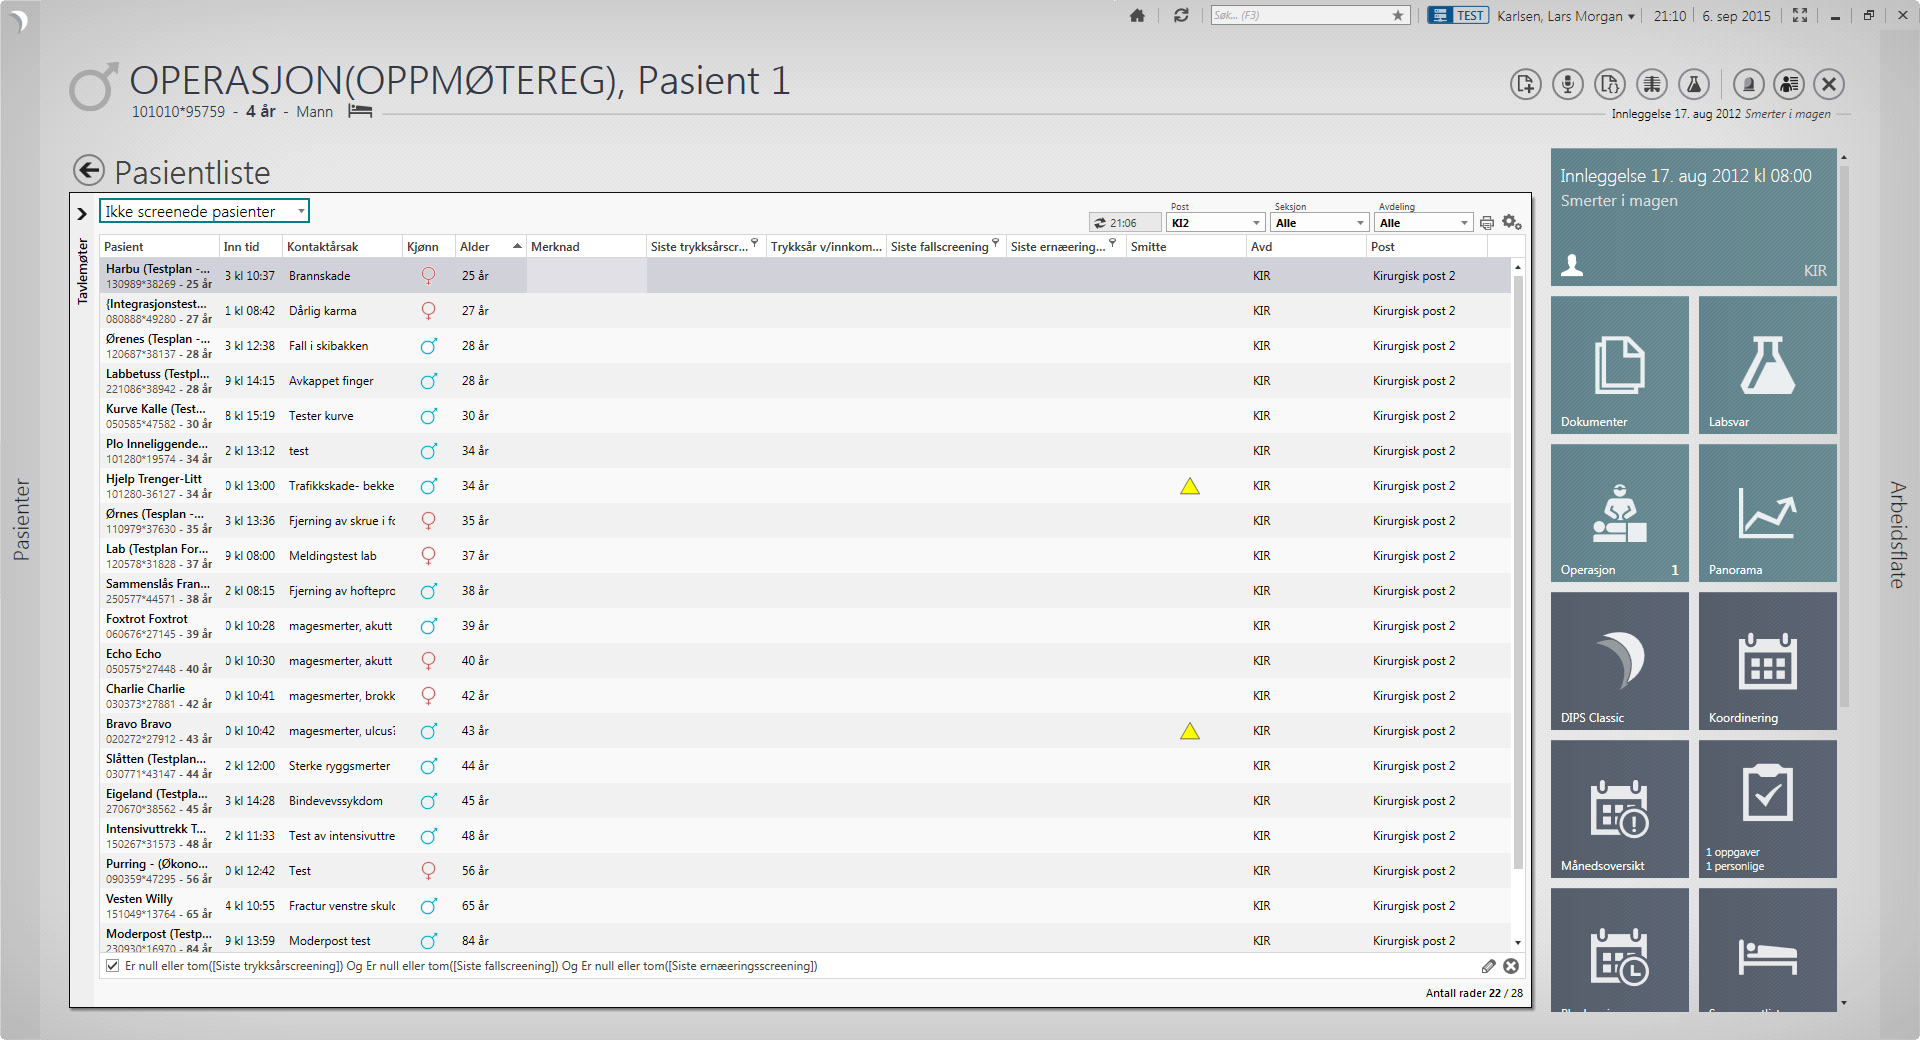 Søk... (F3)
TEST
Karlsen, Lars Morgan
21:10
6. sep 2015
OPERASJON(OPPMØTEREG), Pasient 1
101010*95759 - 4 år - Mann
Innleggelse 17. aug 2012 Smerter i magen
Pasienter
Arbeidsflate
Pasientliste
Tavlemøter
Ikke screenede pasienter
21:06
Post
KI2
Seksjon
Alle
Avdeling
Alle
Pasient Inn tid Kontaktårsak Kjønn Alder Merknad Siste trykksårscr... Trykksår v/innkom... Siste fallscreening Siste ernæering... Smitte Avd Post
Harbu (Testplan -...
130989*38269 - 25 år 3 kl 10:37 Brannskade 25 år KIR Kirurgisk post 2
{Integrasjonstest...
080888*49280 - 27 år 1 kl 08:42 Dårlig karma 27 år KIR Kirurgisk post 2
Ørenes (Tesplan -...
120687*38137 - 28 år 3 kl 12:38 Fall i skibakken 28 år KIR Kirurgisk post 2
Labbetuss (Testpl...
221086*38942 - 28 år 9 kl 14:15 Avkappet finger 28 år KIR Kirurgisk post 2
Kurve Kalle (Test...
050585*47582 - 30 år 8 kl 15:19 Tester kurve 30 år KIR Kirurgisk post 2
Plo Inneliggende...
101280*19574 - 34 år 2 kl 13:12 test 34 år KIR Kirurgisk post 2
Hjelp Trenger-Litt
101280-36127 - 34 år 0 kl 13:00 Trafikkskade- bekke 34 år KIR Kirurgisk post 2
Ørnes (Tesplan -...
110979*37630 - 35 år 3 kl 13:36 Fjerning av skrue i fo 35 år KIR Kirurgisk post 2
Lab (Testplan For...
120578*31828 - 37 år 9 kl 08:00 Meldingstest lab 37 år KIR Kirurgisk post 2
Sammenslås Fran...
250577*44571 - 38 år 2 kl 08:15 Fjerning av hoftepro 38 år KIR Kirurgisk post 2
Foxtrot Foxtrot
060676*27145 - 39 år 0 kl 10:28 magesmerter, akutt 39 år KIR Kirurgisk post 2
Echo Echo
050575*27448 - 40 år 0 kl 10:30 magesmerter, akutt 40 år KIR Kirurgisk post 2
Charlie Charlie
030373*27881 - 42 år 0 kl 10:41 magesmerter, brokk 42 år KIR Kirurgisk post 2
Bravo Bravo
020272*27912 - 43 år 0 kl 10:42 magesmerter, ulcus? 43 år KIR Kirurgisk post 2
Slåtten (Testplan...
030771*43147 - 44 år 2 kl 12:00 Sterke ryggsmerter 44 år KIR Kirurgisk post 2
Eigeland (Testpla...
270670*38562 - 45 år 3 kl 14:28 Bindevevssykdom 45 år KIR Kirurgisk post 2
Intensivuttrekk T...
150267*31573 - 48 år 2 kl 11:33 Test av intensivuttre 48 år KIR Kirurgisk post 2
Purring - (Økono...
090359*47295 - 56 år 0 kl 12:42 Test 56 år KIR Kirurgisk post 2
Vesten Willy
151049*13764 - 65 år 4 kl 10:55 Fractur venstre skuld 65 år KIR Kirurgisk post 2
Moderpost (Testp...
230930*16970 - 84 år 9 kl 13:59 Moderpost test 84 år KIR Kirurgisk post 2
Er null eller tom([Siste trykksårscreening]) Og Er null eller tom([Siste fallscreening]) Og Er null eller tom([Siste ernæeringsscreening])
Antall rader 22 / 28
Innleggelse 17. aug 2012 kl 08:00
Smerter i magen
KIR
Dokumenter
Labsvar
Operasjon 1
Panorama
DIPS Classic
Koordinering
Månedsoversikt
1 oppgaver
1 personlige